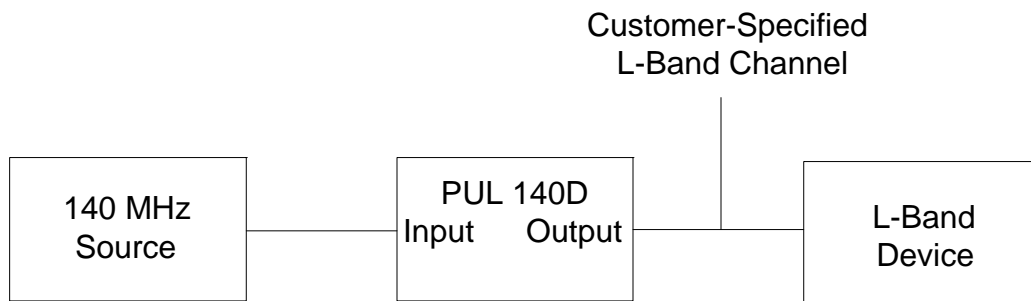 Customer-Specified
L-Band Channel
140 MHz
Source
PUL 140D
Input Output
L-Band
Device